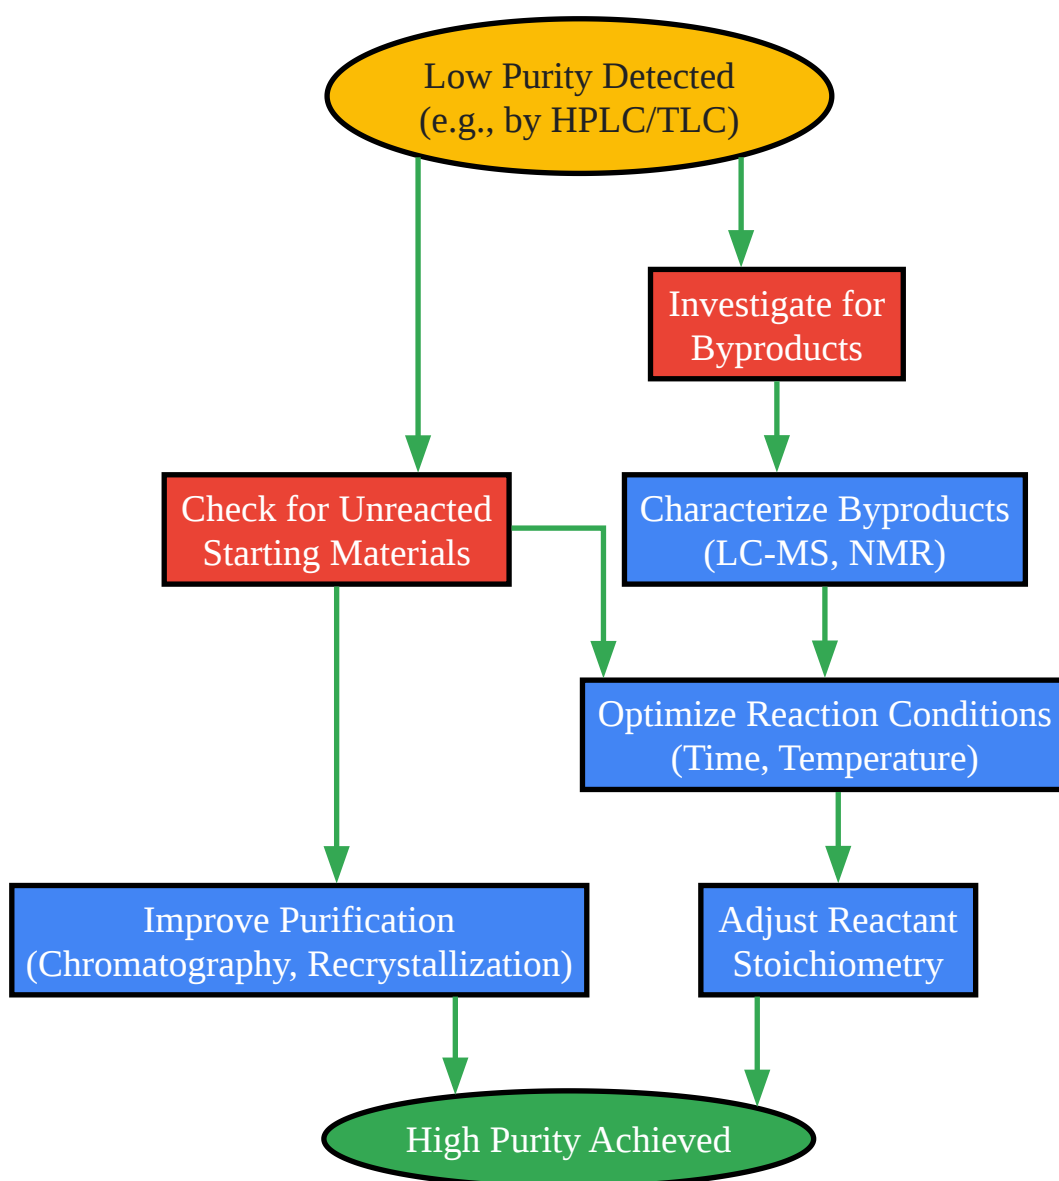 Low Purity Detected
(e.g., by HPLC/TLC)
Investigate for
Byproducts
Check for Unreacted
Starting Materials
Characterize Byproducts
(LC-MS, NMR)
Optimize Reaction Conditions
(Time, Temperature)
Improve Purification
(Chromatography, Recrystallization)
Adjust Reactant
Stoichiometry
High Purity Achieved